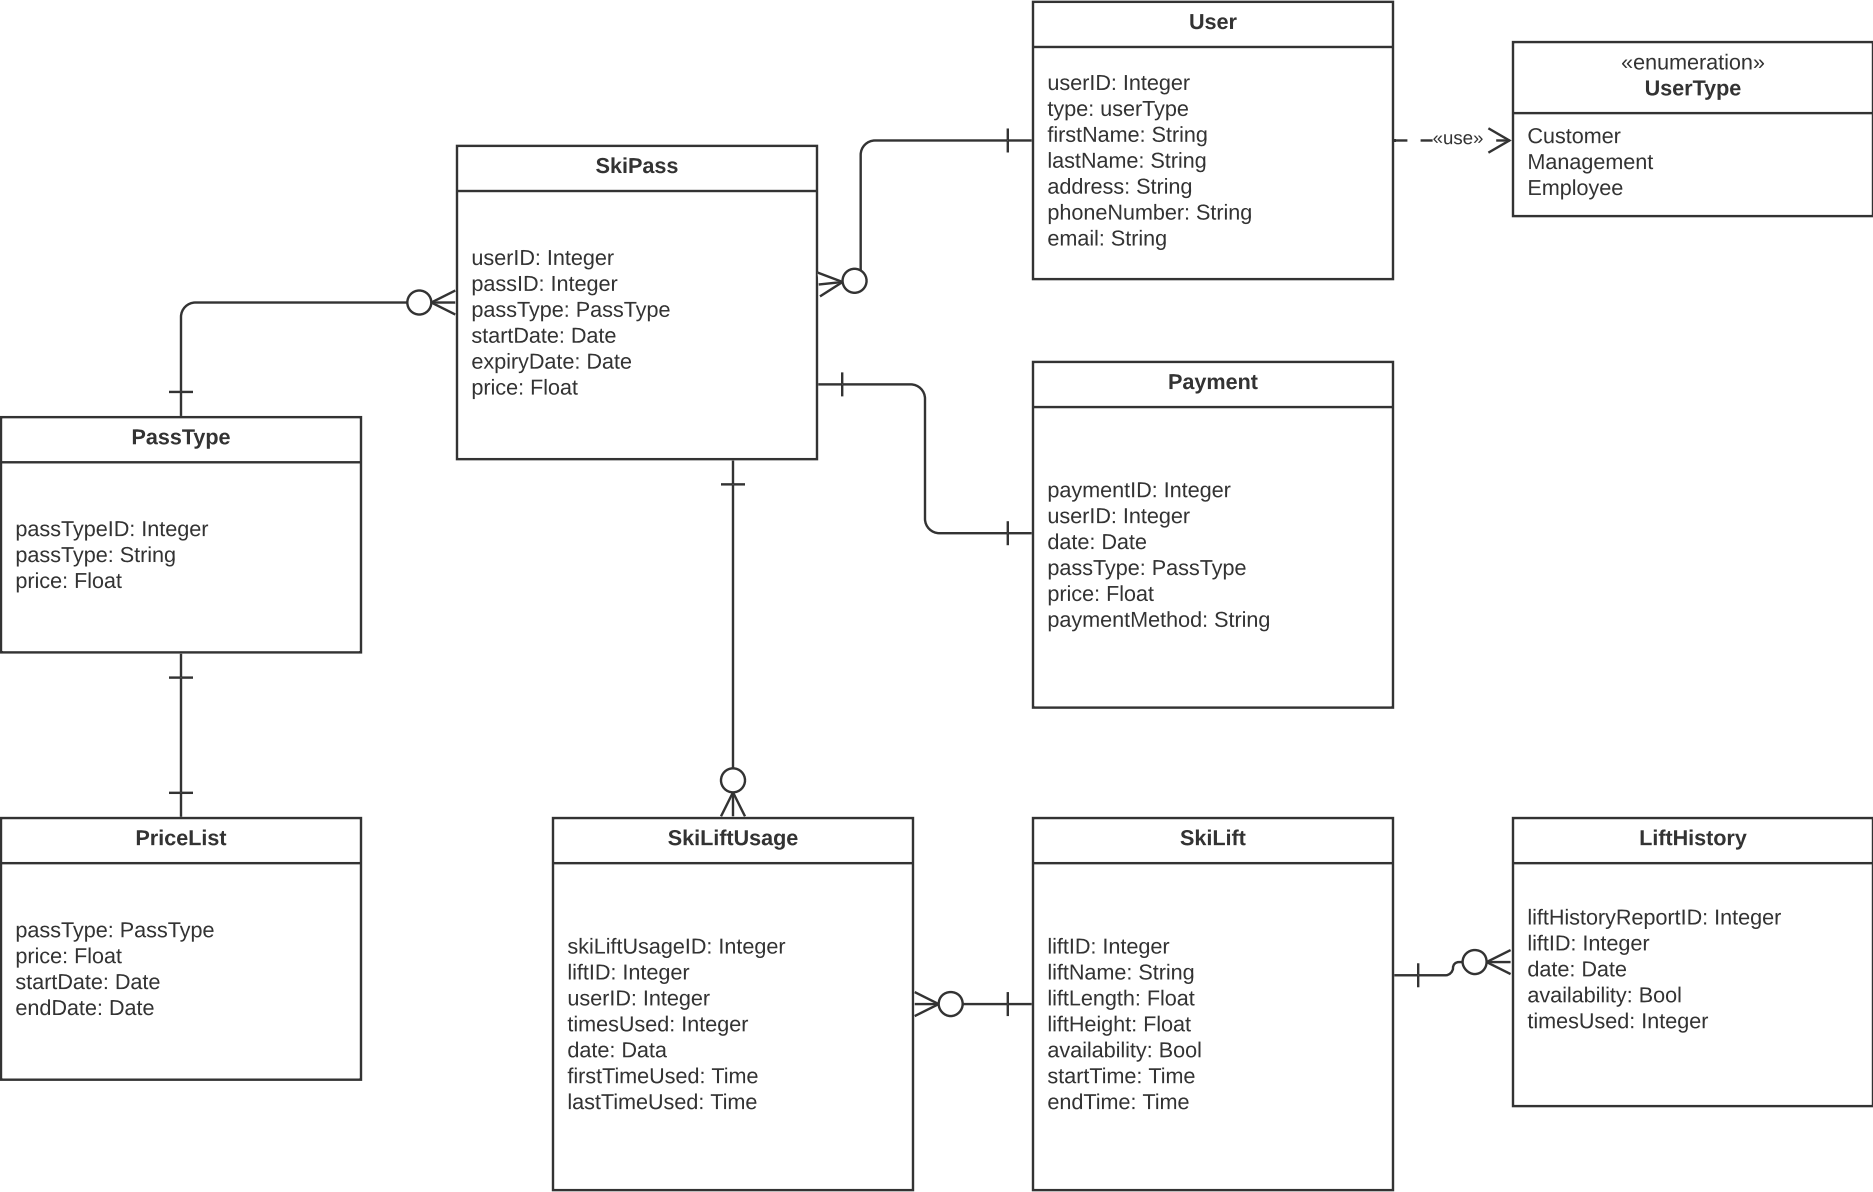 User
userID: Integer
type: userType
firstName: String
lastName: String
address: String
phoneNumber: String
email: String
«use»
«enumeration»
UserType
Customer
Management
Employee
SkiPass
userID: Integer
passID: Integer
passType: PassType
startDate: Date
expiryDate: Date
price: Float
Payment
paymentID: Integer
userID: Integer
date: Date
passType: PassType
price: Float
paymentMethod: String
PassType
passTypeID: Integer
passType: String
price: Float
PriceList
passType: PassType
price: Float
startDate: Date
endDate: Date
SkiLiftUsage
skiLiftUsageID: Integer
liftID: Integer
userID: Integer
timesUsed: Integer
date: Data
firstTimeUsed: Time
lastTimeUsed: Time
SkiLift
liftID: Integer
liftName: String
liftLength: Float
liftHeight: Float
availability: Bool
startTime: Time
endTime: Time
LiftHistory
liftHistoryReportID: Integer
liftID: Integer
date: Date
availability: Bool
timesUsed: Integer